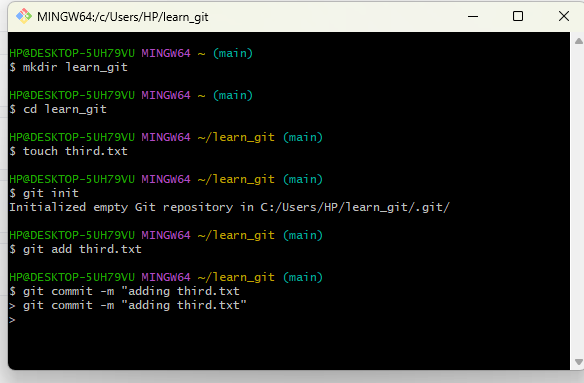 MINGW64:/c/Users/HP/learn_git
HP@DESKTOP-5UH79VU MINGW64 ~ (main)
$ mkdir learn_git
HP@DESKTOP-5UH79VU MINGW64 ~ (main)
$ cd learn_git
HP@DESKTOP-5UH79VU MINGW64 ~/learn_git (main)
$ touch third.txt
HP@DESKTOP-5UH79VU MINGW64 ~/learn_git (main)
$ git init
Initialized empty Git repository in C:/Users/HP/learn_git/.git/
HP@DESKTOP-5UH79VU MINGW64 ~/learn_git (main)
$ git add third.txt
HP@DESKTOP-5UH79VU MINGW64 ~/learn_git (main)
$ git commit -m "adding third.txt
> git commit -m "adding third.txt"
>